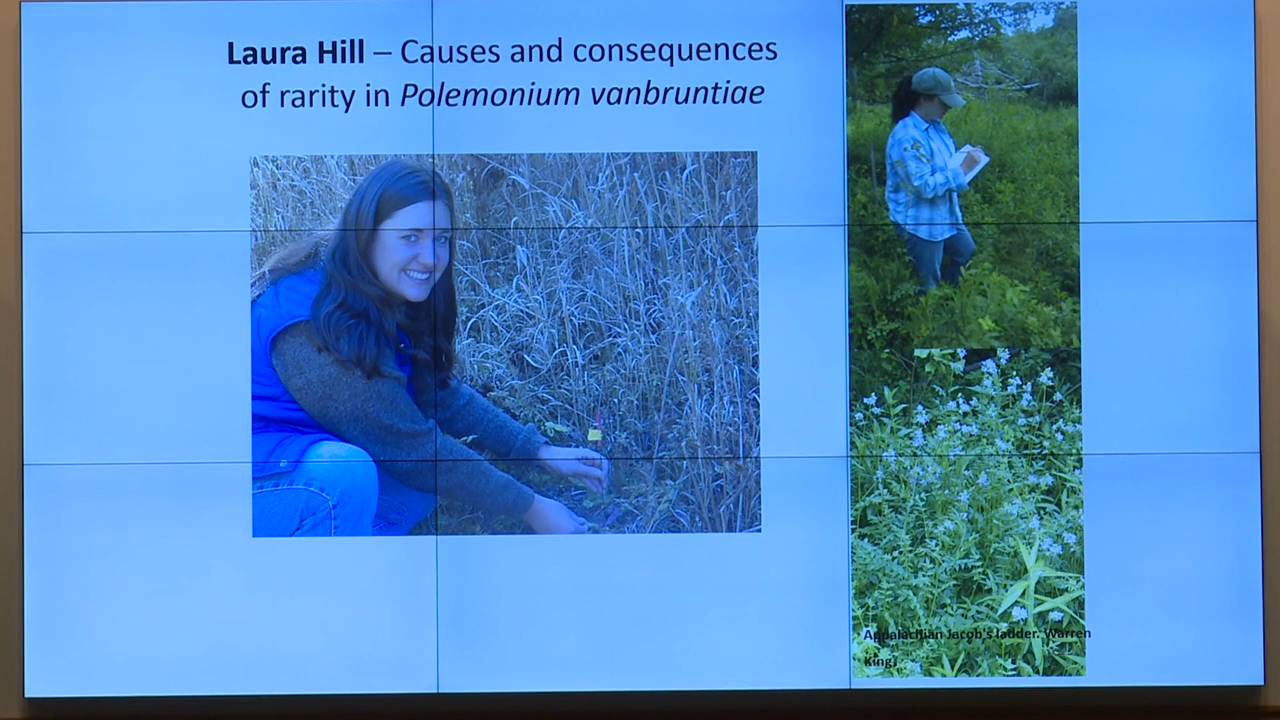 Laura Hill – Causes and consequences
of rarity in Polemonium vanbruntiae
Appalachian Jacob's ladder. Warren
King.